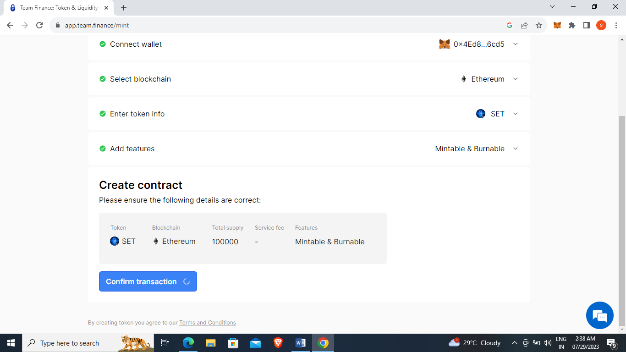 Team Finance: Token & Liquidity
app.team.finance/mint
S
Connect wallet 0×4Ed8...6cd5
Select blockchain Ethereum
Enter token info SET
Add features Mintable & Burnable
Create contract
Please ensure the following details are correct:
Token Blockchain Total supply Service fee Features
SET Ethereum 100000 - Mintable & Burnable
Confirm transaction
By creating token you agree to our Terms and Conditions
Type here to search
29°C Cloudy
ENG
IN
2:38 AM
07/29/2023